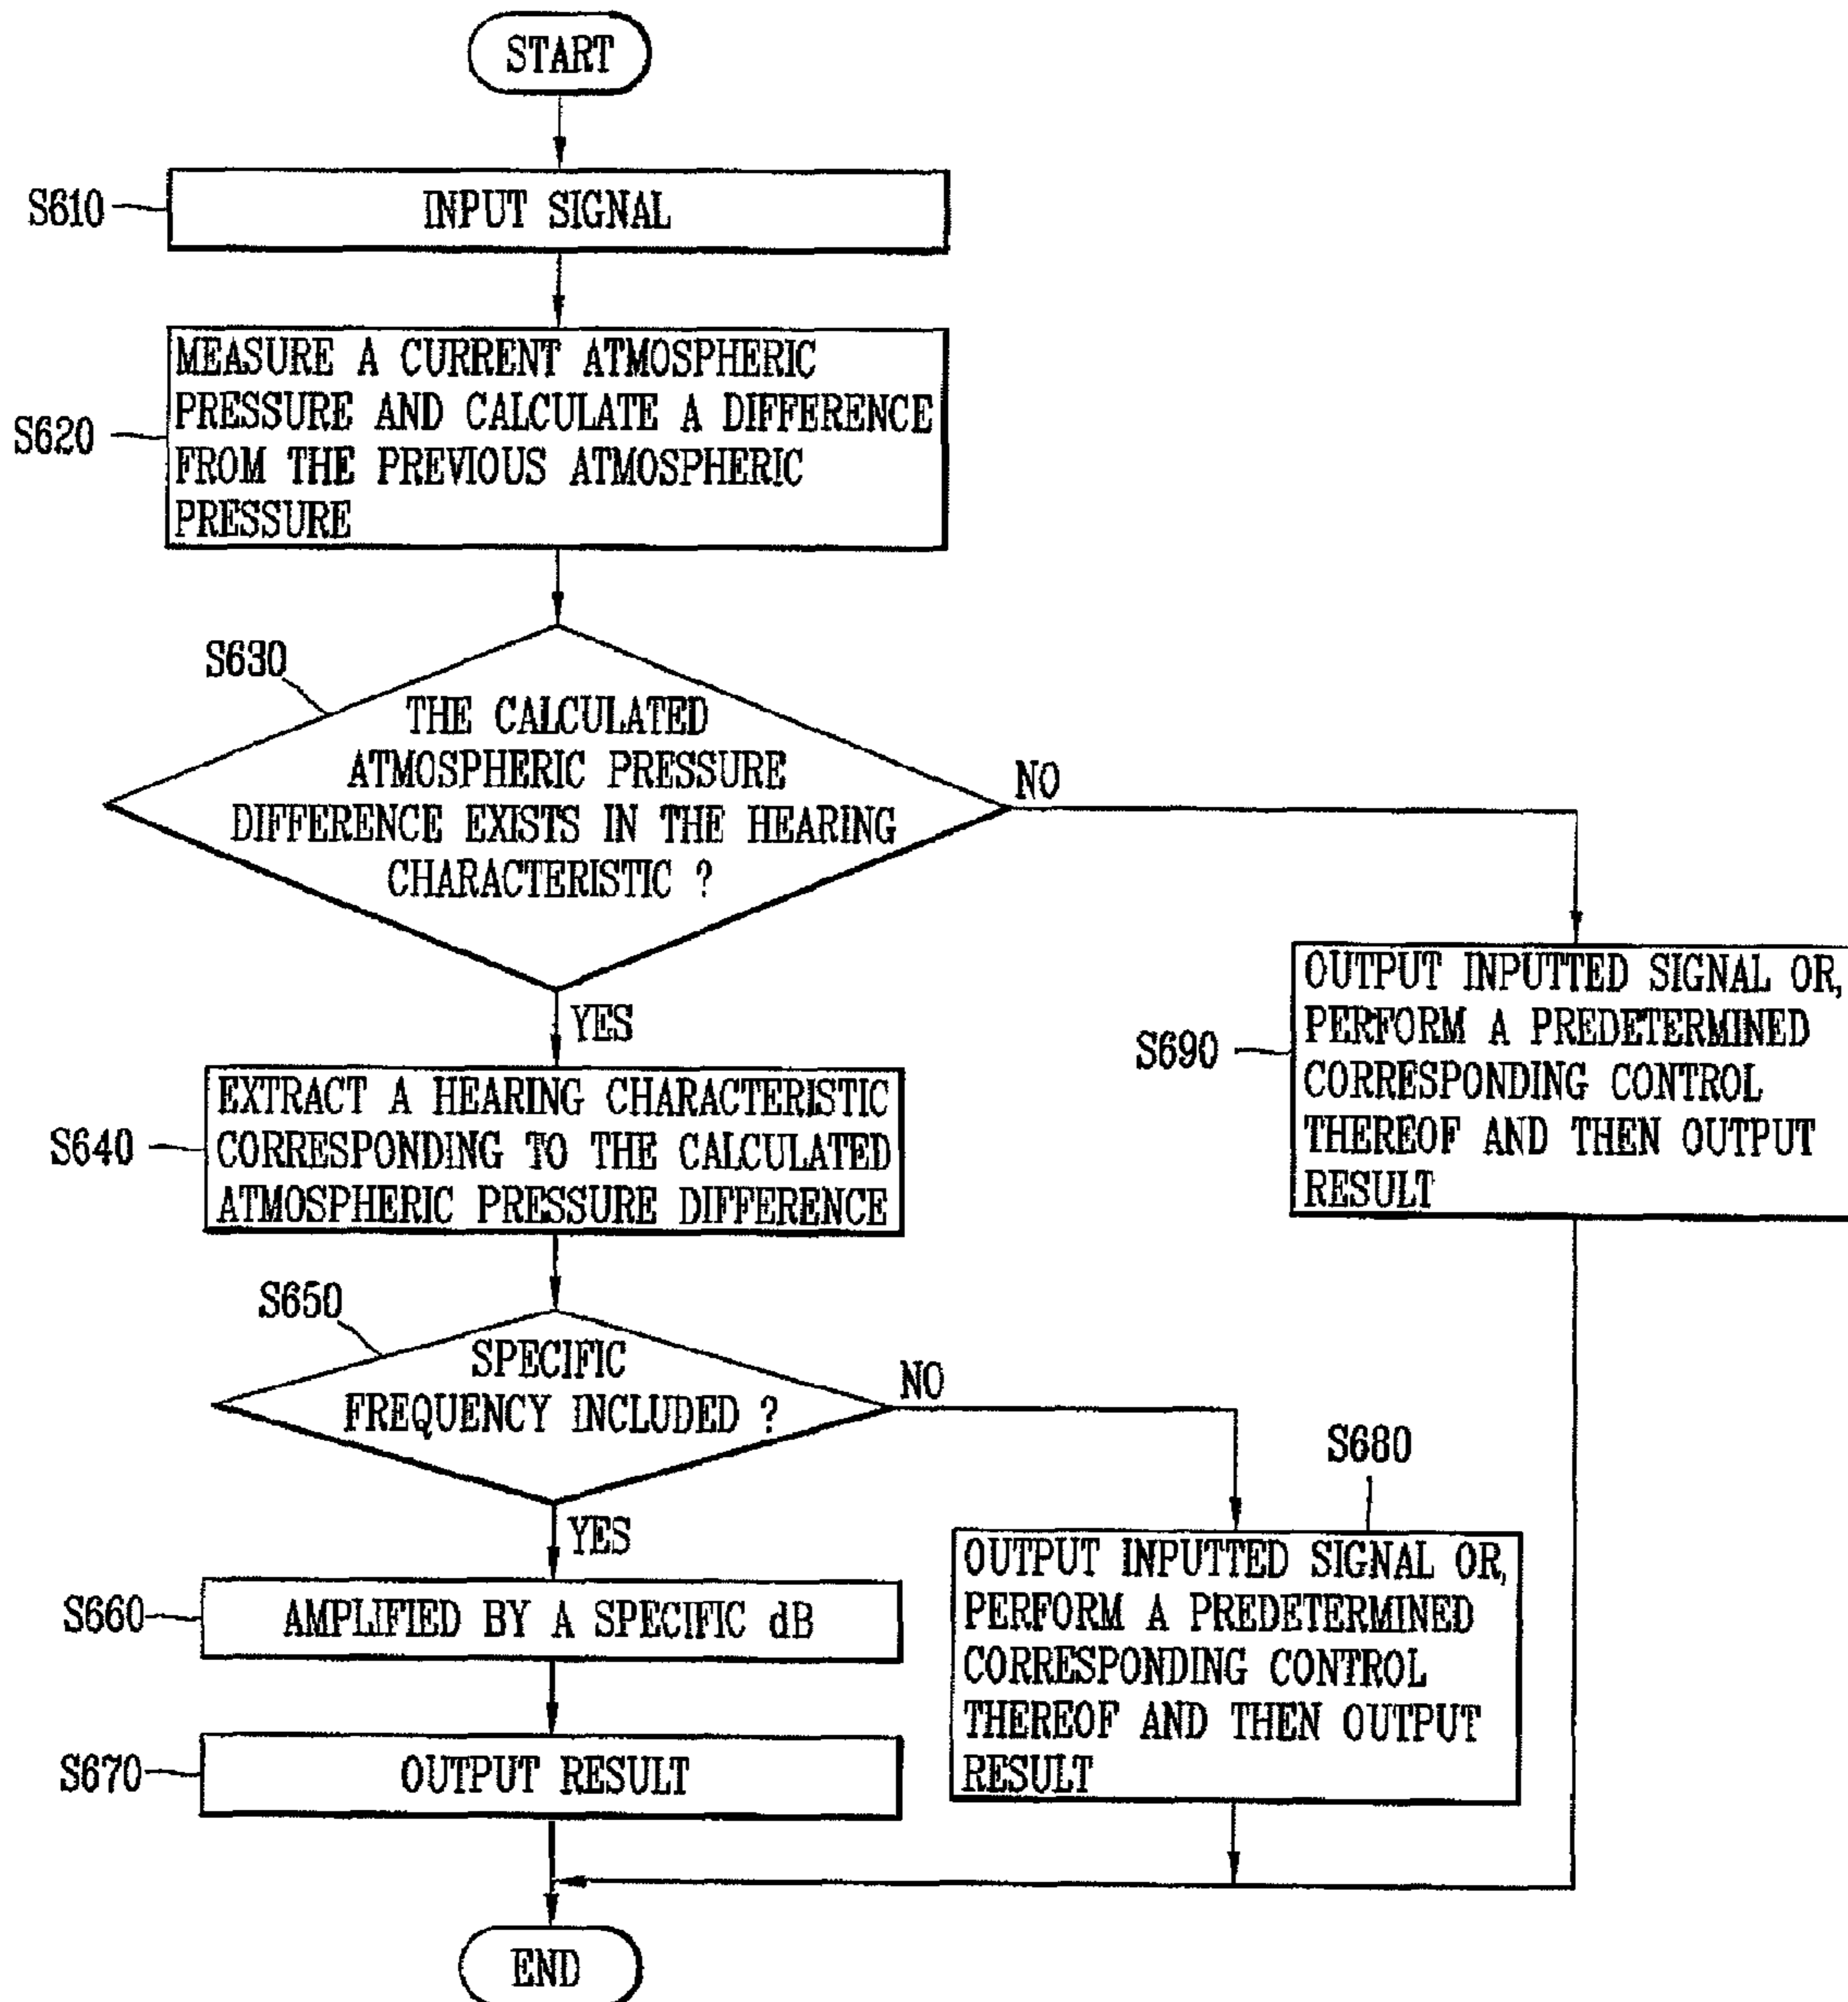 START
S610
INPUT SIGNAL
S620
MEASURE A CURRENT ATMOSPHERIC
PRESSURE AND CALCULATE A DIFFERENCE
FROM THE PREVIOUS ATMOSPHERIC
PRESSURE
S630
THE CALCULATED
ATMOSPHERIC PRESSURE
DIFFERENCE EXISTS IN THE HEARING
CHARACTERISTIC ?
NO
YES
S690
OUTPUT INPUTTED SIGNAL OR,
PERFORM A PREDETERMINED
CORRESPONDING CONTROL
THEREOF AND THEN OUTPUT
RESULT
S640
EXTRACT A HEARING CHARACTERISTIC
CORRESPONDING TO THE CALCULATED
ATMOSPHERIC PRESSURE DIFFERENCE
S650
SPECIFIC
FREQUENCY INCLUDED ?
NO
YES
S680
OUTPUT INPUTTED SIGNAL OR,
PERFORM A PREDETERMINED
CORRESPONDING CONTROL
THEREOF AND THEN OUTPUT
RESULT
S660
AMPLIFIED BY A SPECIFIC dB
S670
OUTPUT RESULT
END